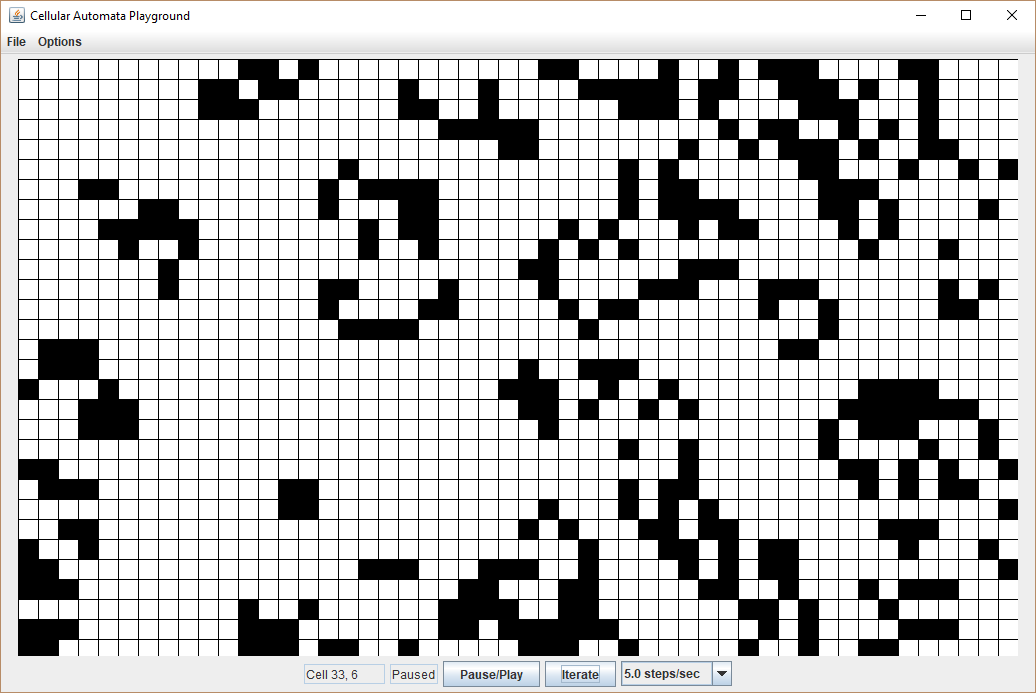 Cellular Automata Playground
File Options
Cell 33, 6 Paused Pause/Play Iterate 5.0 steps/sec